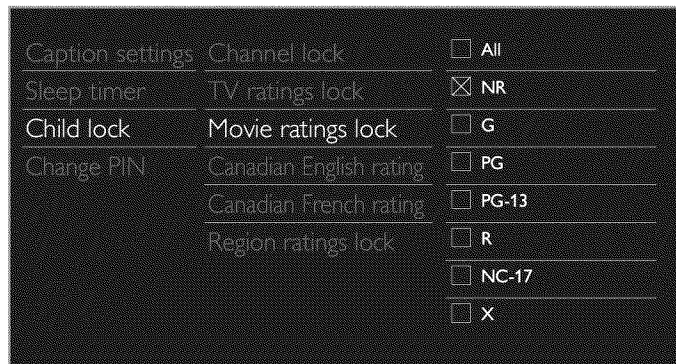 Caption settings
Sleep timer
Child lock
Change PIN
Channel lock
TV ratings lock
Movie ratings lock
Canadian English rating
Canadian French rating
Region ratings lock
All
NR
G
PG
PG-13
R
NC-17
X